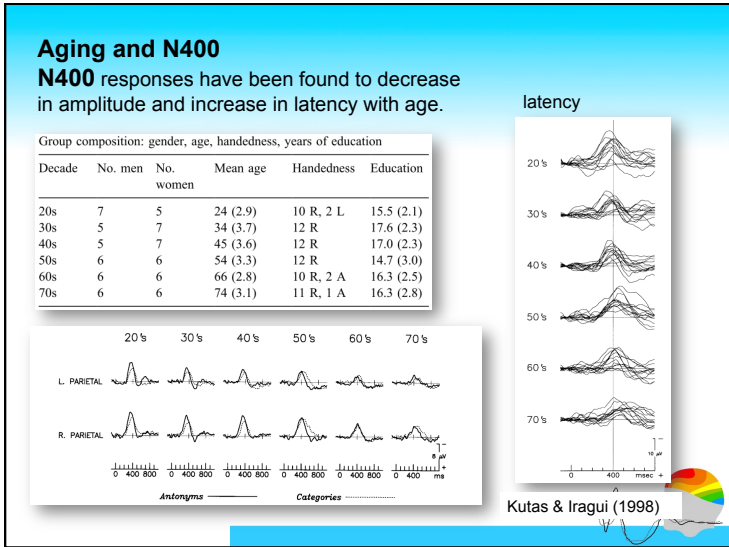 Aging and N400
N400 responses have been found to decrease
in amplitude and increase in latency with age.
Group composition: gender, age, handedness, years of education
Decade No. men No. women Mean age Handedness Education
20s 7 5 24 (2.9) 10 R, 2 L 15.5 (2.1)
30s 5 7 34 (3.7) 12 R 17.6 (2.3)
40s 5 7 45 (3.6) 12 R 17.0 (2.3)
50s 6 6 54 (3.3) 12 R 14.7 (3.0)
60s 6 6 66 (2.8) 10 R, 2 A 16.3 (2.5)
70s 6 6 74 (3.1) 11 R, 1 A 16.3 (2.8)
20's 30's 40's 50's 60's 70's
L. PARIETAL
R. PARIETAL
−
8 μV
+
0 400 800 0 400 800 0 400 800 0 400 800 0 400 800 0 400 ms
Antonyms Categories
latency
20's
30's
40's
50's
60's
70's
−
10 μV
0 400 msec +
Kutas & Iragui (1998)